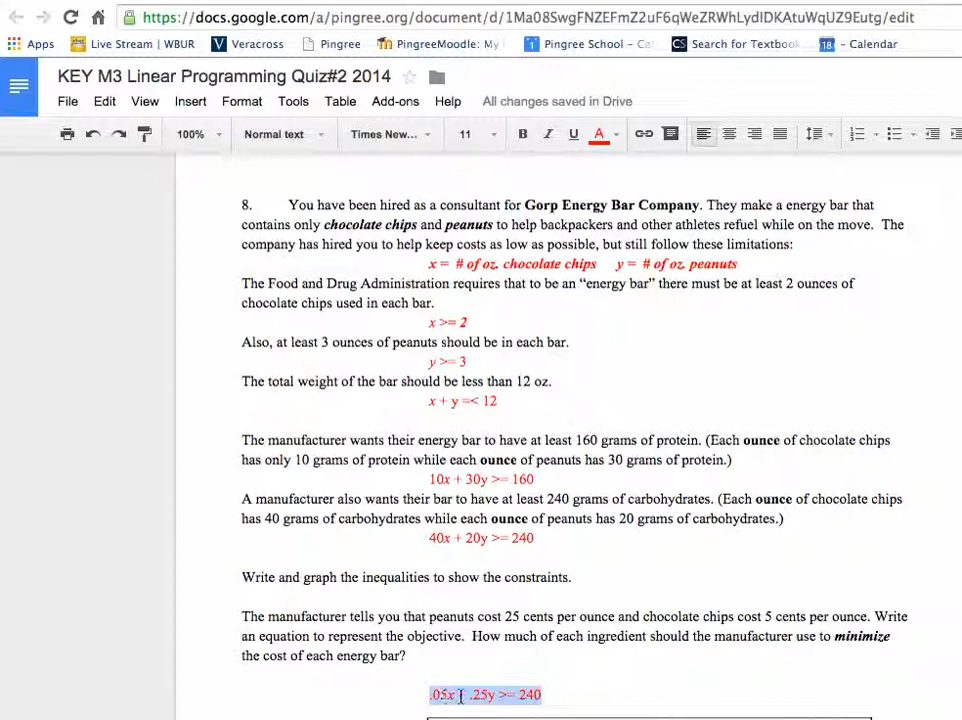 https://docs.google.com/a/pingree.org/document/d/1Ma08SwgFNZEFmZ2uF6qWeZRWhLydIDKAtuWqUZ9Eutg/edit
Apps Live Stream | WBUR Veracross Pingree PingreeMoodle: My Pingree School - Ca Search for Textbook - Calendar
KEY M3 Linear Programming Quiz#2 2014
File Edit View Insert Format Tools Table Add-ons Help All changes saved in Drive
100% Normal text Times New... 11 B I U A
8. You have been hired as a consultant for Gorp Energy Bar Company. They make a energy bar that
contains only chocolate chips and peanuts to help backpackers and other athletes refuel while on the move. The
company has hired you to help keep costs as low as possible, but still follow these limitations:
x = # of oz. chocolate chips y = # of oz. peanuts
The Food and Drug Administration requires that to be an “energy bar” there must be at least 2 ounces of
chocolate chips used in each bar.
x >= 2
Also, at least 3 ounces of peanuts should be in each bar.
y >= 3
The total weight of the bar should be less than 12 oz.
x + y =< 12
The manufacturer wants their energy bar to have at least 160 grams of protein. (Each ounce of chocolate chips
has only 10 grams of protein while each ounce of peanuts has 30 grams of protein.)
10x + 30y >= 160
A manufacturer also wants their bar to have at least 240 grams of carbohydrates. (Each ounce of chocolate chips
has 40 grams of carbohydrates while each ounce of peanuts has 20 grams of carbohydrates.)
40x + 20y >= 240
Write and graph the inequalities to show the constraints.
The manufacturer tells you that peanuts cost 25 cents per ounce and chocolate chips cost 5 cents per ounce. Write
an equation to represent the objective. How much of each ingredient should the manufacturer use to minimize
the cost of each energy bar?
.05x .25y >= 240